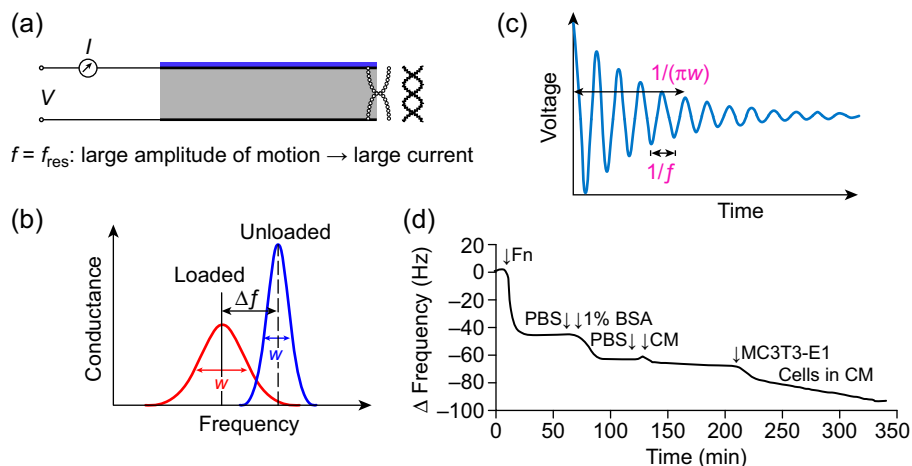 (a)
I
V
f = fres: large amplitude of motion → large current
(b)
Unloaded
Loaded
Δf
w
w
Conductance
Frequency
(c)
1/(πw)
1/f
Voltage
Time
(d)
20
0
−20
−40
−60
−80
−100
Δ Frequency (Hz)
↓Fn
PBS↓↓1% BSA
PBS↓↓CM
↓MC3T3-E1
Cells in CM
0 50 100 150 200 250 300 350
Time (min)